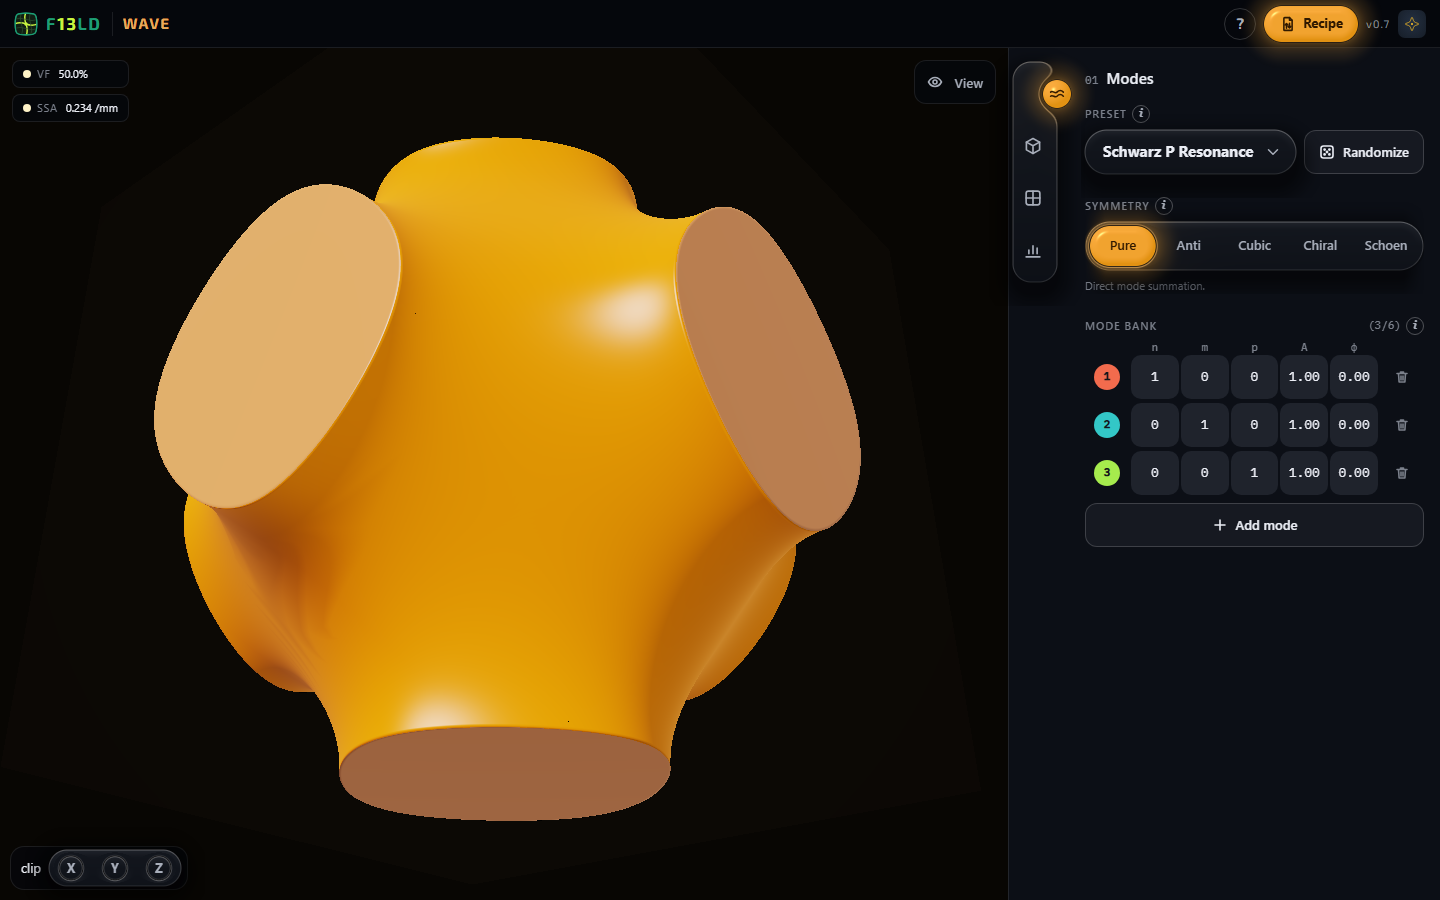 F13LD WAVE
? Recipe v0.7
VF 50.0%
SSA 0.234 /mm
View
01 Modes
PRESET i
Schwarz P Resonance Randomize
SYMMETRY i
Pure Anti Cubic Chiral Schoen
Direct mode summation.
MODE BANK (3/6) i
n m p A ϕ
1 1 0 0 1.00 0.00
2 0 1 0 1.00 0.00
3 0 0 1 1.00 0.00
+ Add mode
clip X Y Z